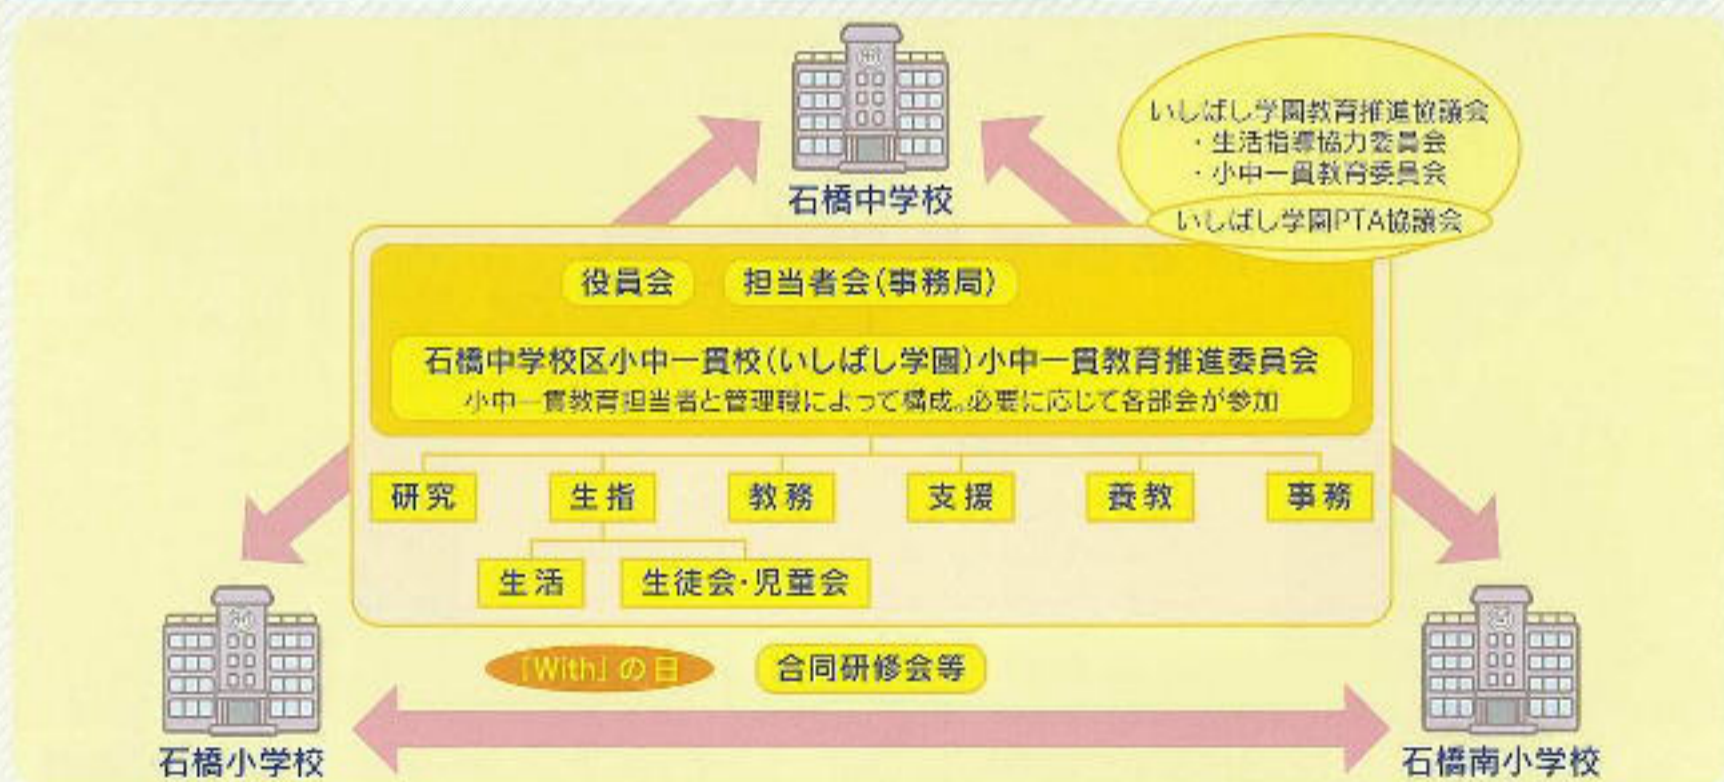 石橋中学校
いしばし学園教育推進協議会
・生活指導協力委員会
・小中一貫教育委員会
いしばし学園PTA協議会
役員会
担当者会(事務局)
石橋中学校区小中一貫校(いしばし学園)小中一貫教育推進委員会
小中一貫教育担当者と管理職によって構成。必要に応じて各部会が参加
研究
生指
教務
支援
養教
事務
生活
生徒会・児童会
「With」の日
合同研修会等
石橋小学校
石橋南小学校